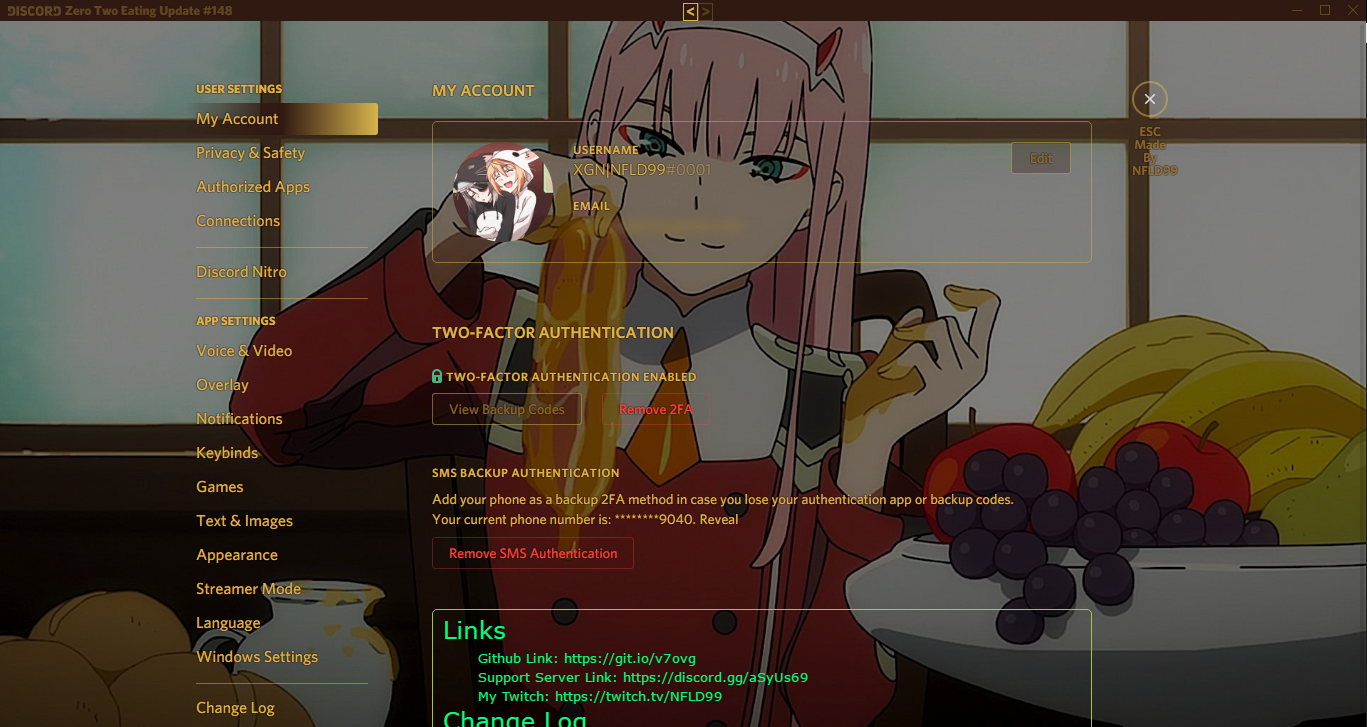 DISCORD Zero Two Eating Update #148
< >
USER SETTINGS
My Account
Privacy & Safety
Authorized Apps
Connections
Discord Nitro
APP SETTINGS
Voice & Video
Overlay
Notifications
Keybinds
Games
Text & Images
Appearance
Streamer Mode
Language
Windows Settings
Change Log
MY ACCOUNT
USERNAME
XGN|NFLD99#0001
Edit
EMAIL
TWO-FACTOR AUTHENTICATION
TWO-FACTOR AUTHENTICATION ENABLED
View Backup Codes
Remove 2FA
SMS BACKUP AUTHENTICATION
Add your phone as a backup 2FA method in case you lose your authentication app or backup codes.
Your current phone number is: ********9040. Reveal
Remove SMS Authentication
Links
Github Link: https://git.io/v7ovg
Support Server Link: https://discord.gg/aSyUs69
My Twitch: https://twitch.tv/NFLD99
Change Log
ESC
Made
By
NFLD99